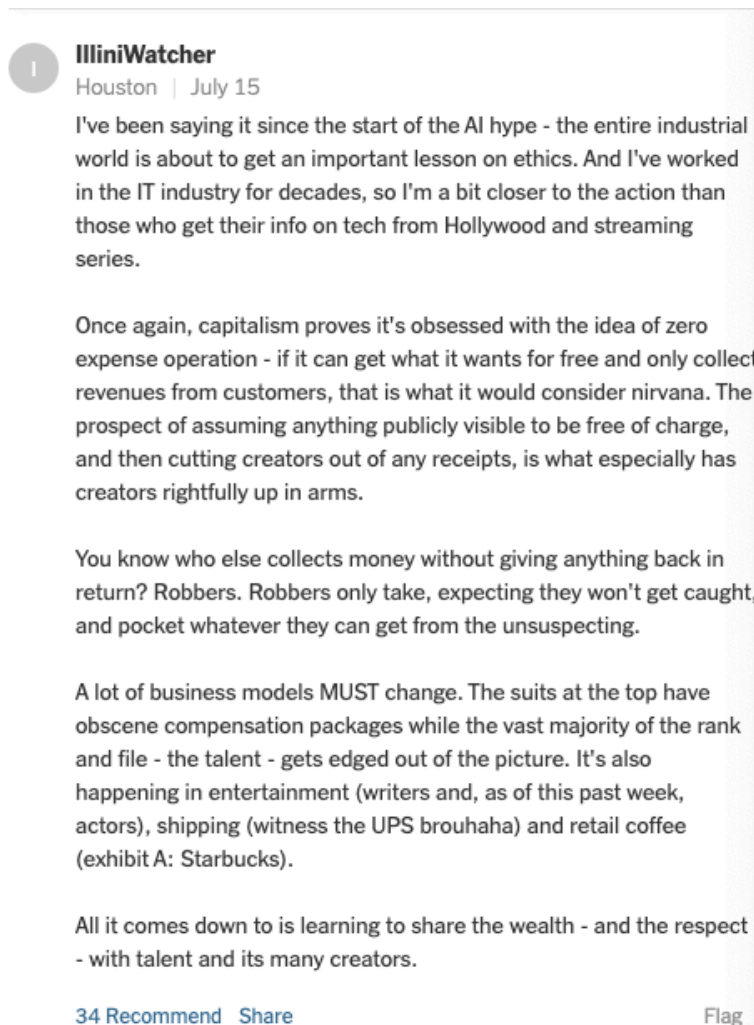 I
IlliniWatcher
Houston | July 15
I've been saying it since the start of the AI hype - the entire industrial
world is about to get an important lesson on ethics. And I've worked
in the IT industry for decades, so I'm a bit closer to the action than
those who get their info on tech from Hollywood and streaming
series.
Once again, capitalism proves it's obsessed with the idea of zero
expense operation - if it can get what it wants for free and only collect
revenues from customers, that is what it would consider nirvana. The
prospect of assuming anything publicly visible to be free of charge,
and then cutting creators out of any receipts, is what especially has
creators rightfully up in arms.
You know who else collects money without giving anything back in
return? Robbers. Robbers only take, expecting they won't get caught,
and pocket whatever they can get from the unsuspecting.
A lot of business models MUST change. The suits at the top have
obscene compensation packages while the vast majority of the rank
and file - the talent - gets edged out of the picture. It's also
happening in entertainment (writers and, as of this past week,
actors), shipping (witness the UPS brouhaha) and retail coffee
(exhibit A: Starbucks).
All it comes down to is learning to share the wealth - and the respect
- with talent and its many creators.
34 Recommend Share Flag